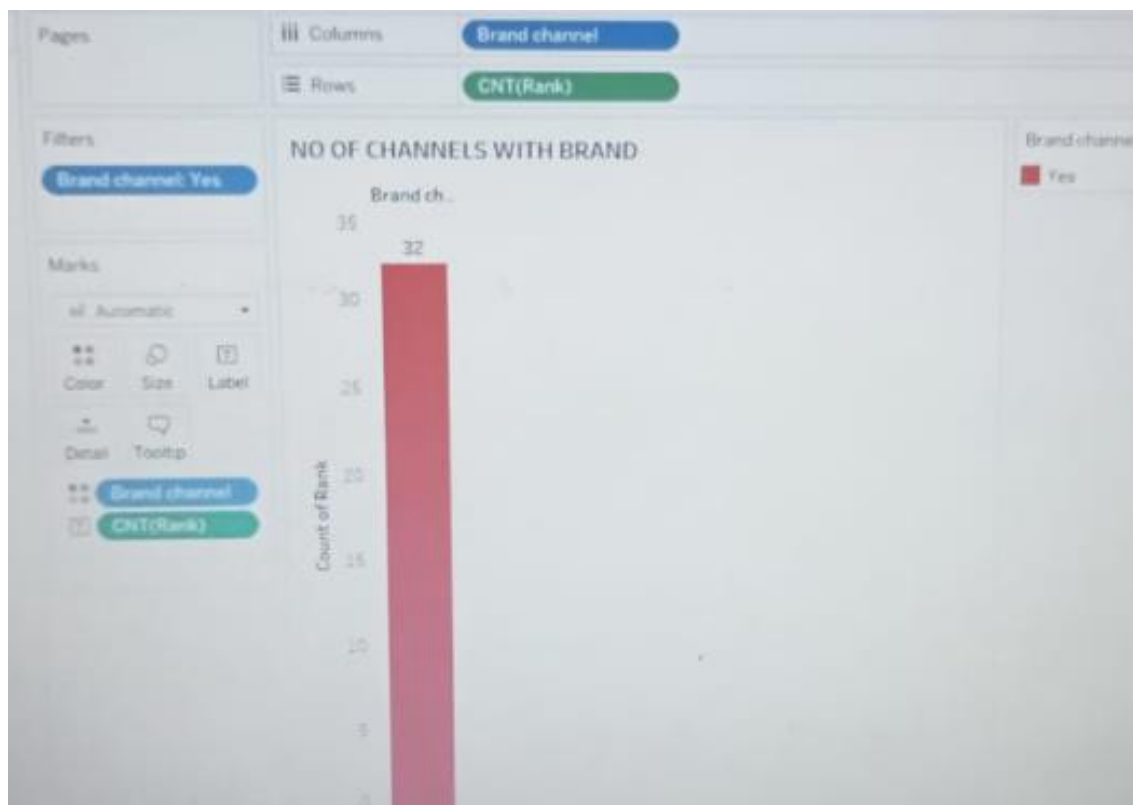 Pages
Columns
Brand channel
Rows
CNT(Rank)
Filters
Brand channel: Yes
Marks
Automatic
Color
Size
Label
Detail
Tooltip
Brand channel
CNT(Rank)
NO OF CHANNELS WITH BRAND
Brand ch..
35
32
30
25
20
15
10
5
Count of Rank
Brand channel
Yes